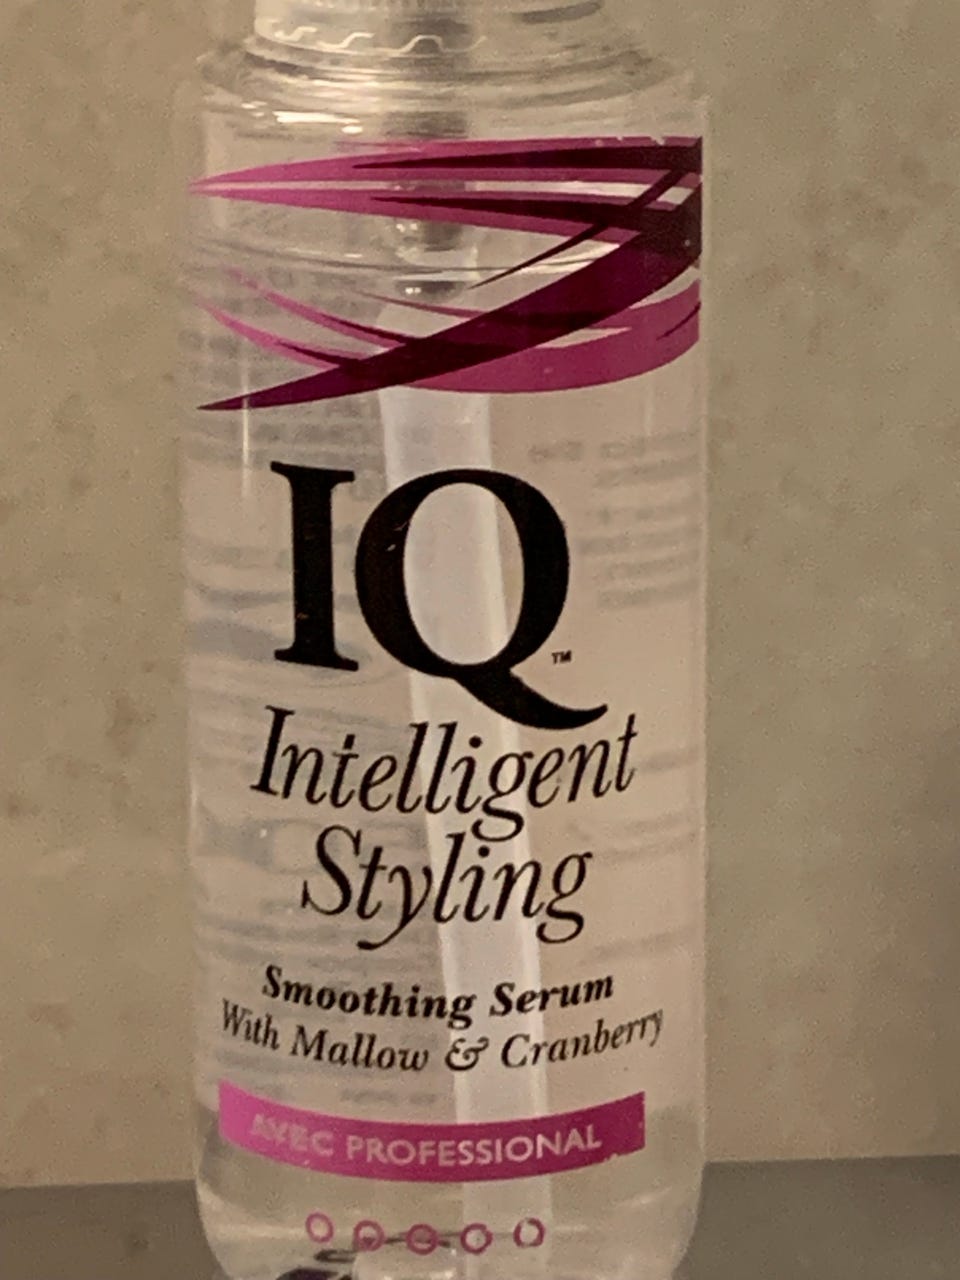 IQ™
Intelligent
Styling
Smoothing Serum
With Mallow & Cranberry
AVEC PROFESSIONAL